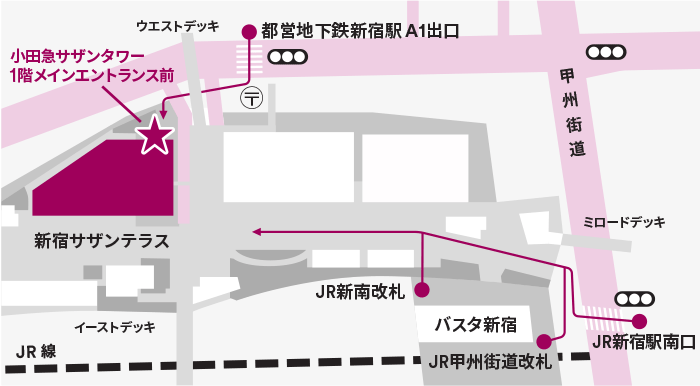 ウエストデッキ
都営地下鉄新宿駅 A1出口
小田急サザンタワー
1階メインエントランス前
〒
甲州街道
新宿サザンテラス
ミロードデッキ
JR新南改札
イーストデッキ
バスタ新宿
JR新宿駅南口
JR甲州街道改札
JR 線